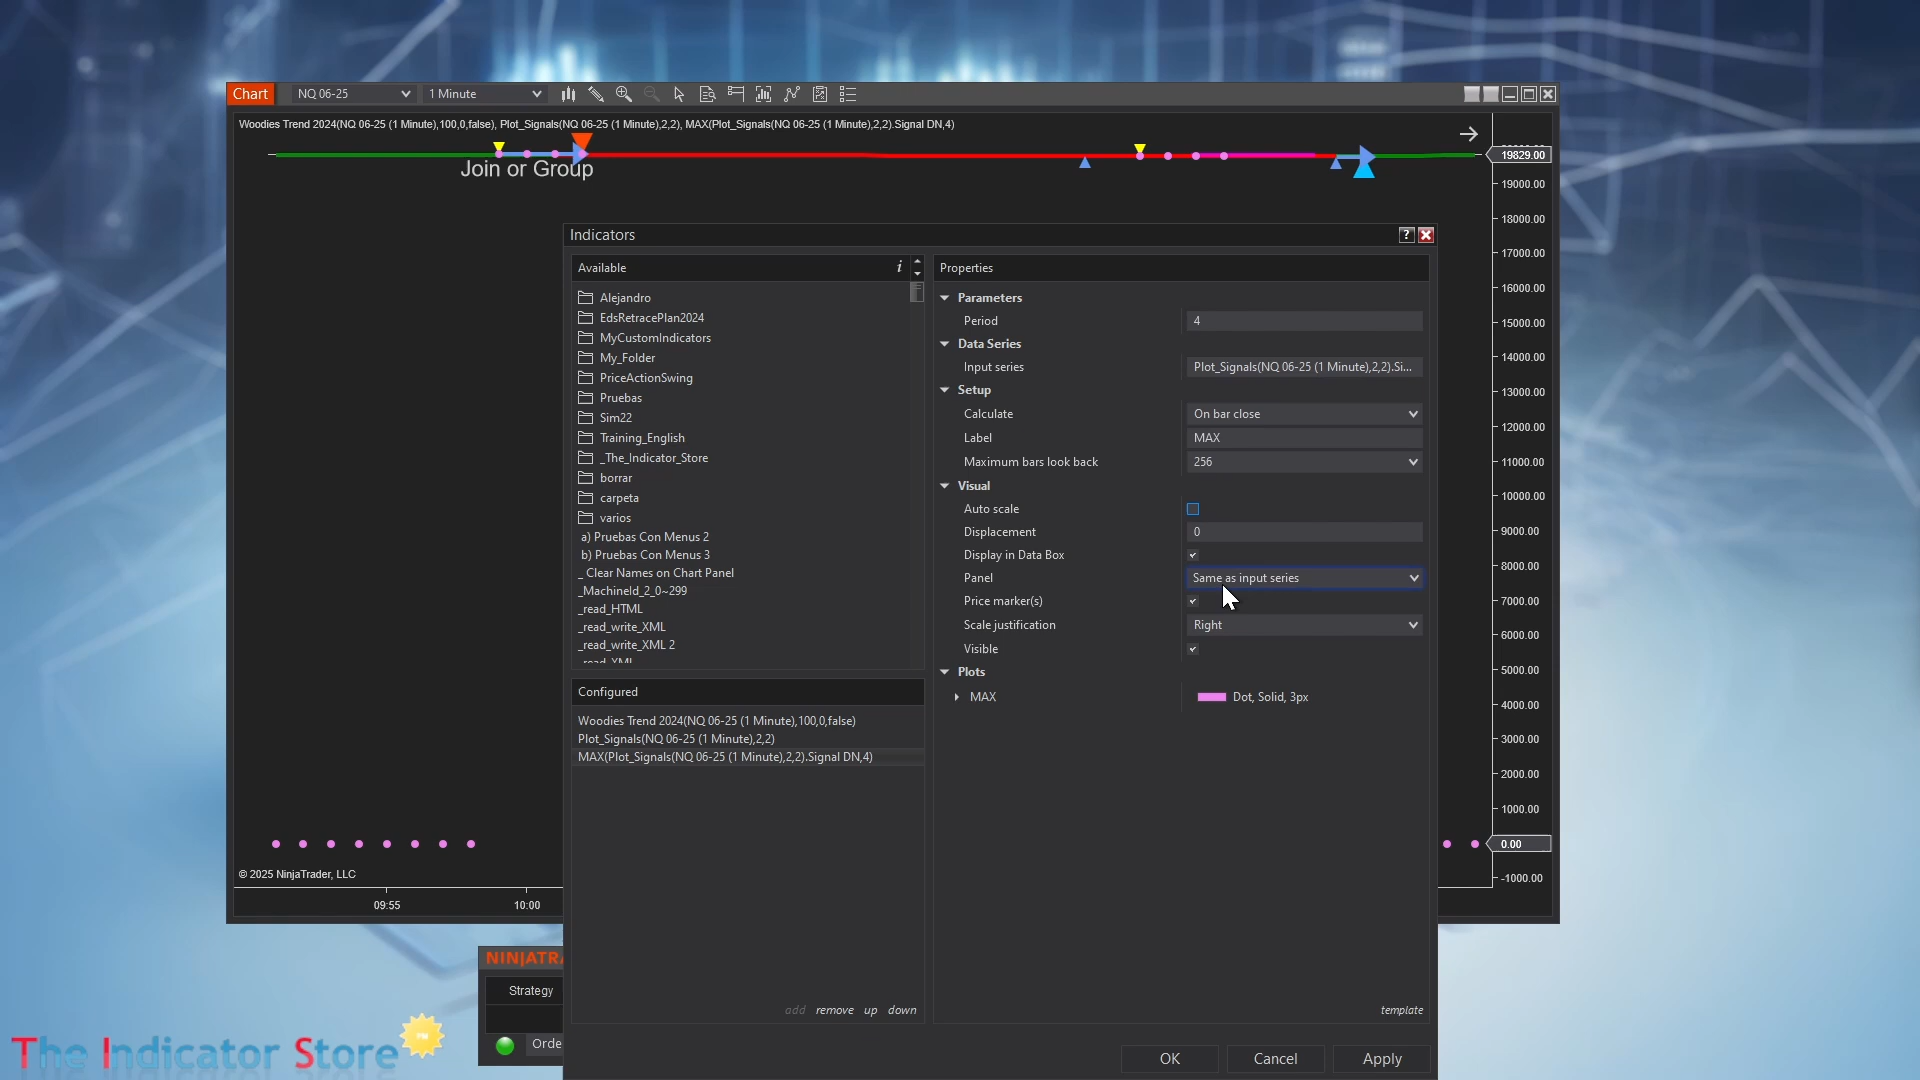 Chart
NQ 06-25
1 Minute
Woodies Trend 2024(NQ 06-25 (1 Minute),100,0,false), Plot_Signals(NQ 06-25 (1 Minute),2,2), MAX(Plot_Signals(NQ 06-25 (1 Minute),2,2).Signal DN,4)
Join or Group
19829.00
19000.00
18000.00
17000.00
16000.00
15000.00
14000.00
13000.00
12000.00
11000.00
10000.00
9000.00
8000.00
7000.00
6000.00
5000.00
4000.00
3000.00
2000.00
1000.00
0.00
-1000.00
Indicators
?
Available
i
Alejandro
EdsRetracePlan2024
MyCustomIndicators
My_Folder
PriceActionSwing
Pruebas
Sim22
Training_English
_The_Indicator_Store
borrar
carpeta
varios
a) Pruebas Con Menus 2
b) Pruebas Con Menus 3
_ Clear Names on Chart Panel
_MachineId_2_0~299
_read_HTML
_read_write_XML
_read_write_XML 2
_read_XML
Configured
Woodies Trend 2024(NQ 06-25 (1 Minute),100,0,false)
Plot_Signals(NQ 06-25 (1 Minute),2,2)
MAX(Plot_Signals(NQ 06-25 (1 Minute),2,2).Signal DN,4)
add remove up down
Properties
Parameters
Period 4
Data Series
Input series Plot_Signals(NQ 06-25 (1 Minute),2,2).Si...
Setup
Calculate On bar close
Label MAX
Maximum bars look back 256
Visual
Auto scale
Displacement 0
Display in Data Box
Panel Same as input series
Price marker(s)
Scale justification Right
Visible
Plots
MAX Dot, Solid, 3px
template
OK Cancel Apply
© 2025 NinjaTrader, LLC
09:55
10:00
NINJATRA
Strategy
Orde
The Indicator Store